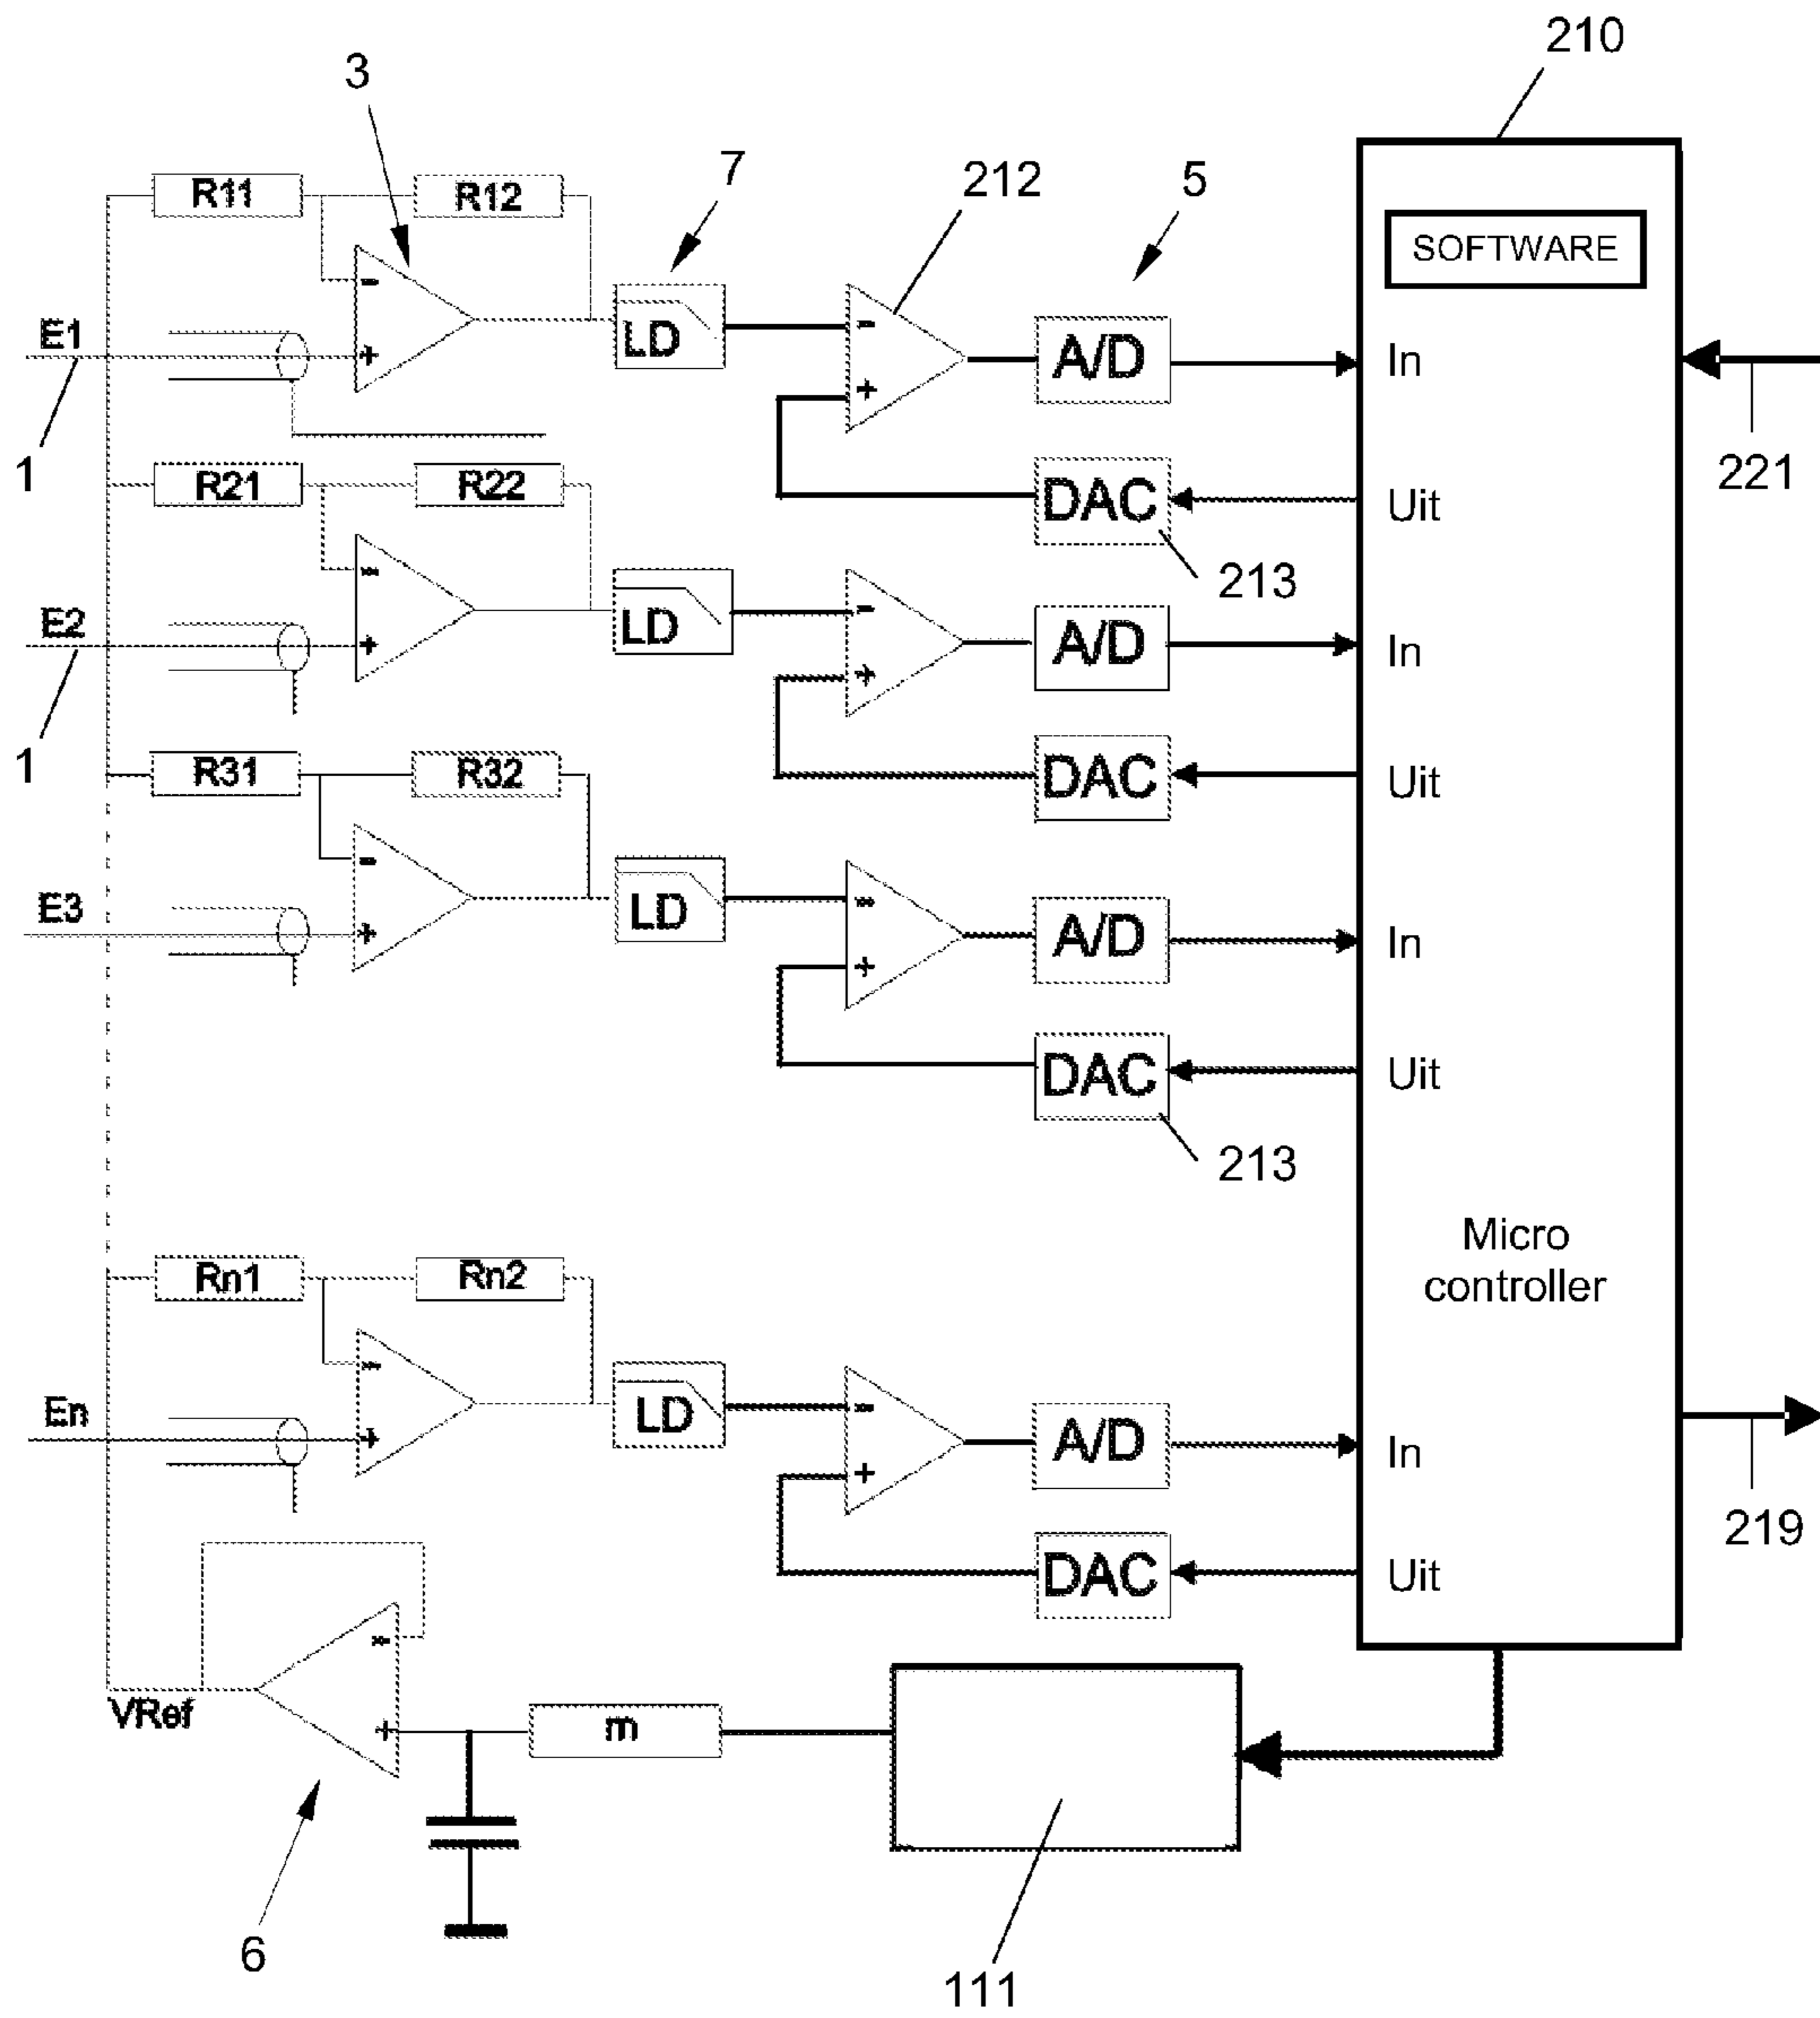 210
3
7
212
5
R11
R12
SOFTWARE
-
-
E1
LD
A/D
In
+
+
1
221
R21
R22
DAC
Uit
213
-
-
E2
LD
A/D
In
+
+
1
R31
R32
DAC
Uit
-
-
E3
LD
A/D
In
+
+
DAC
Uit
213
Micro
controller
Rn1
Rn2
-
-
En
LD
A/D
In
+
+
219
DAC
Uit
-
VRef
+
m
6
111